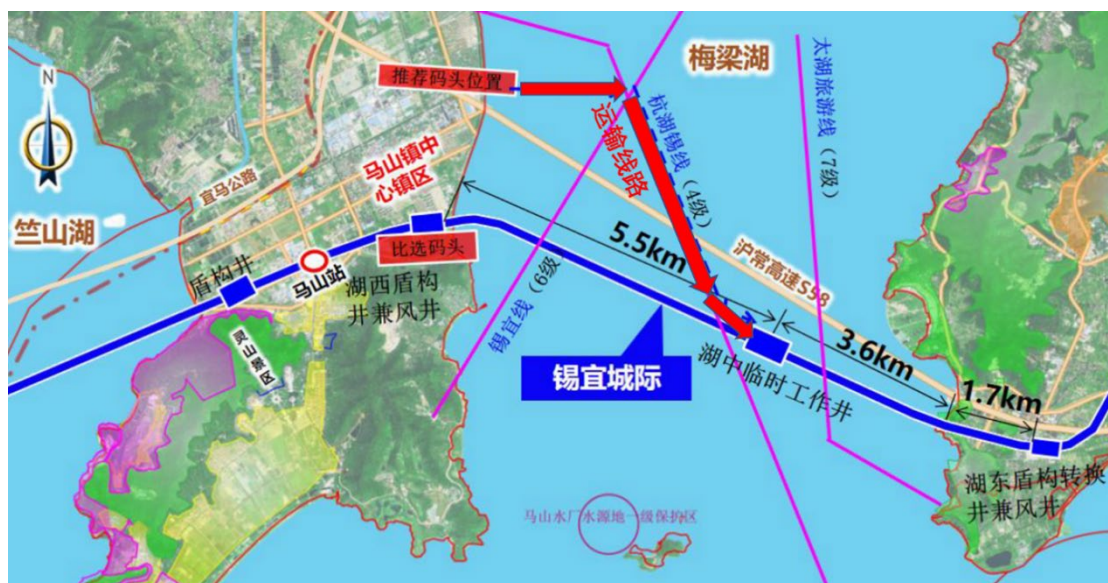 N
梅梁湖
太湖旅游线（7级）
推荐码头位置
杭湖锡线（4级）
运输线路
马山镇中
心镇区
宜马公路
竺山湖
比选码头
5.5km
沪常高速S98
盾构井
马山站
湖西盾构
井兼风井
锡宜线（6级）
灵山景区
锡宜城际
湖中临时工作井
3.6km
1.7km
湖东盾构转换
井兼风井
马山水厂水源地一级保护区